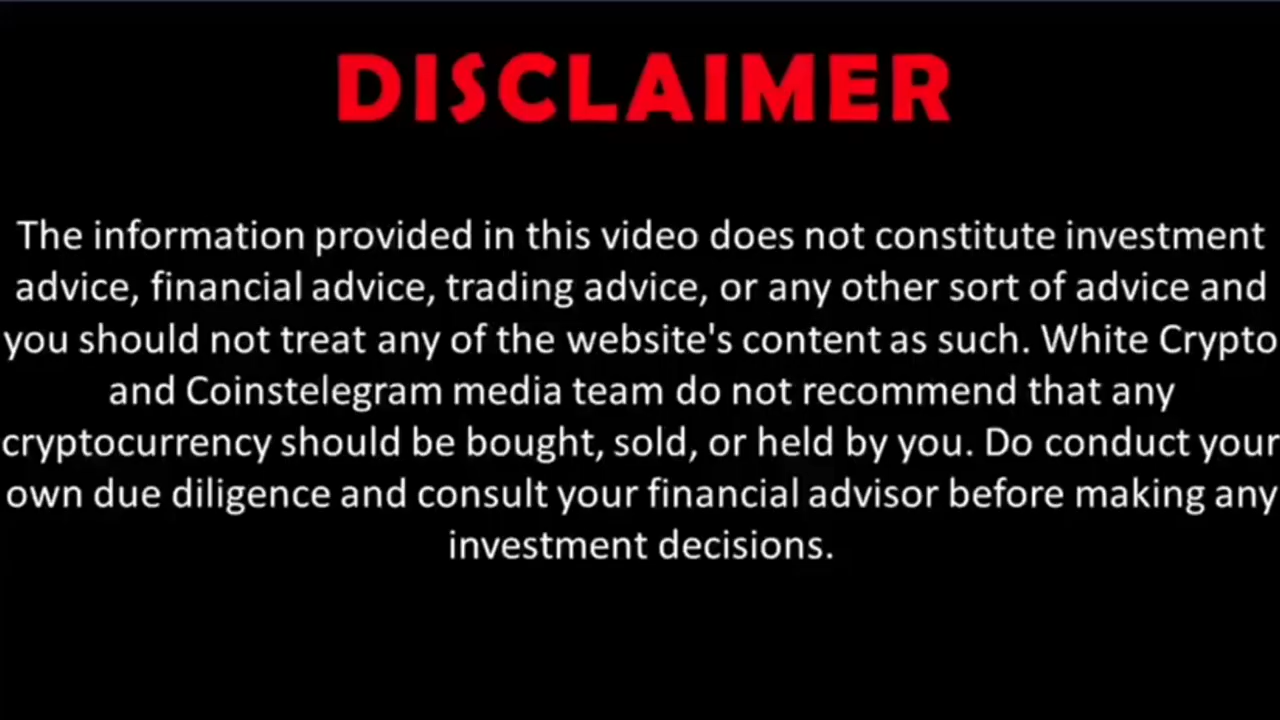 DISCLAIMER
The information provided in this video does not constitute investment
advice, financial advice, trading advice, or any other sort of advice and
you should not treat any of the website's content as such. White Crypto
and Coinstelegram media team do not recommend that any
cryptocurrency should be bought, sold, or held by you. Do conduct your
own due diligence and consult your financial advisor before making any
investment decisions.